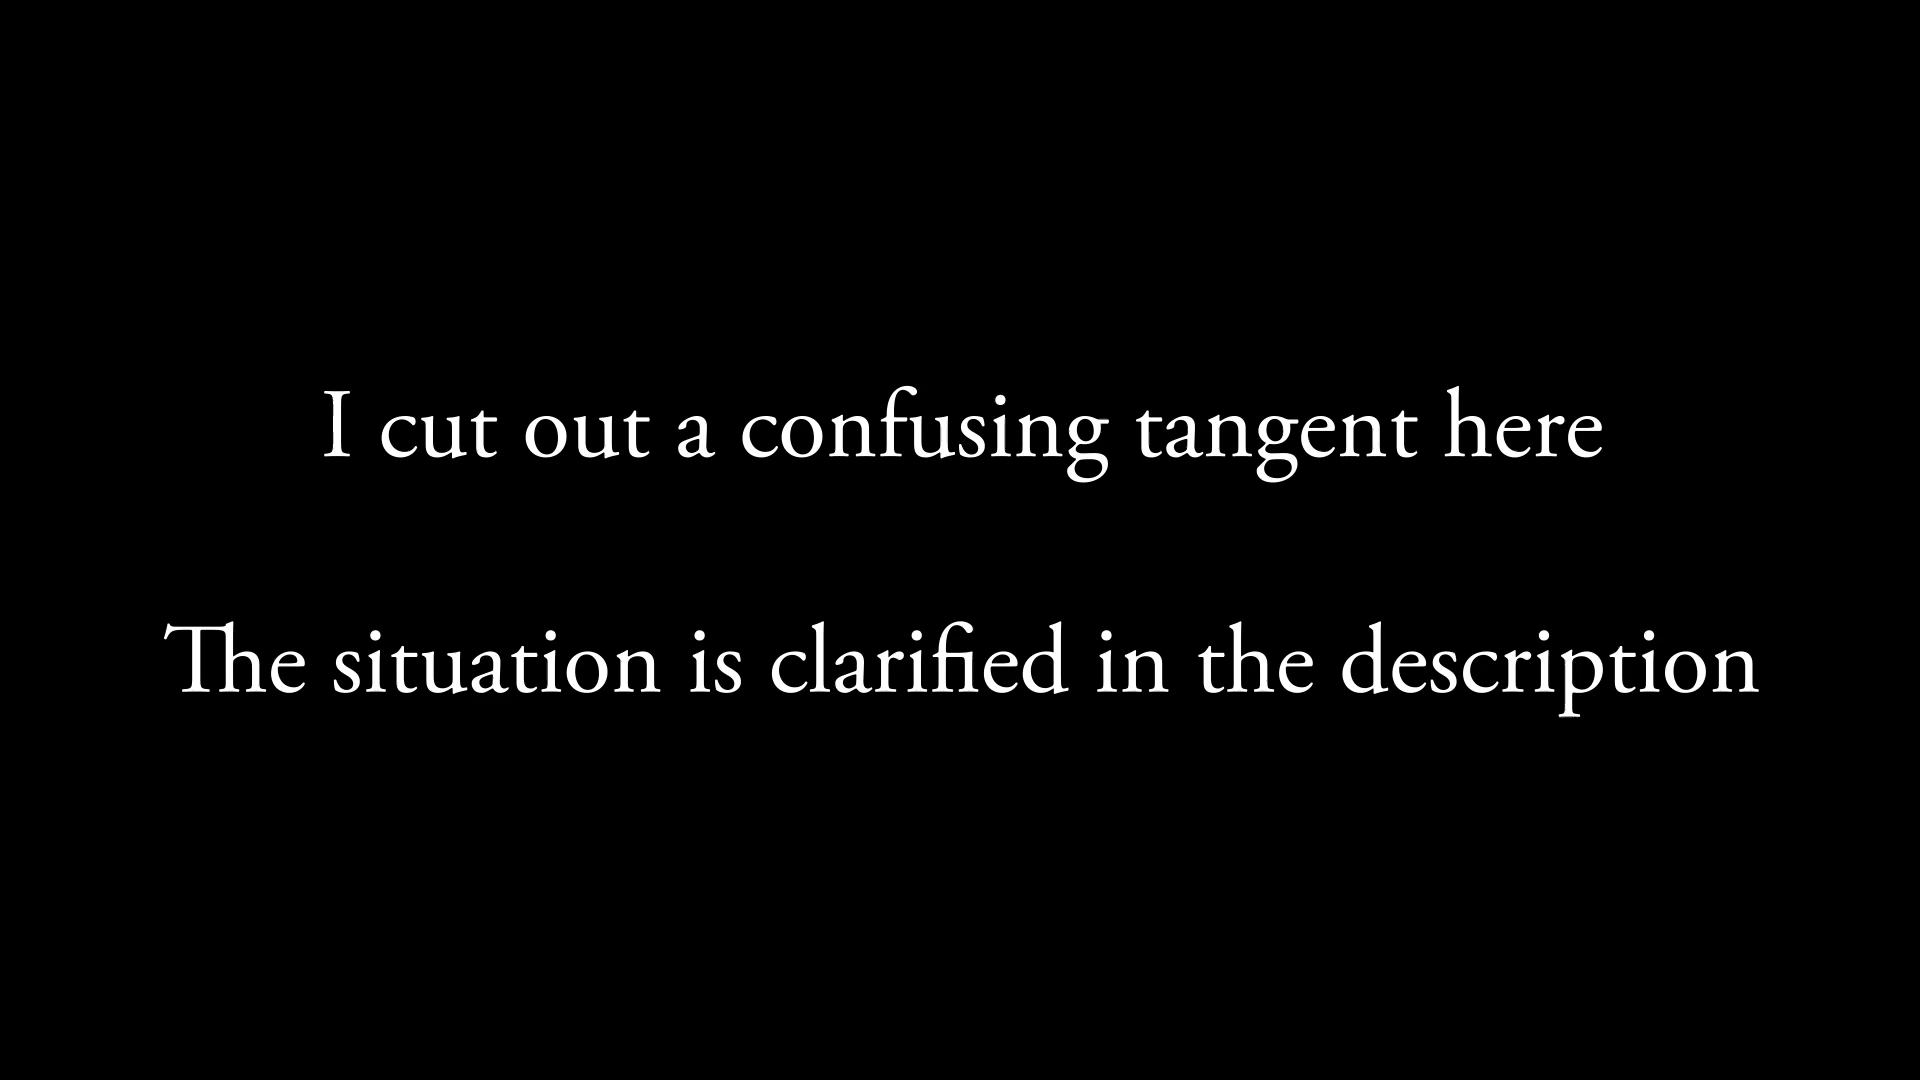 I cut out a confusing tangent here
The situation is clarified in the description